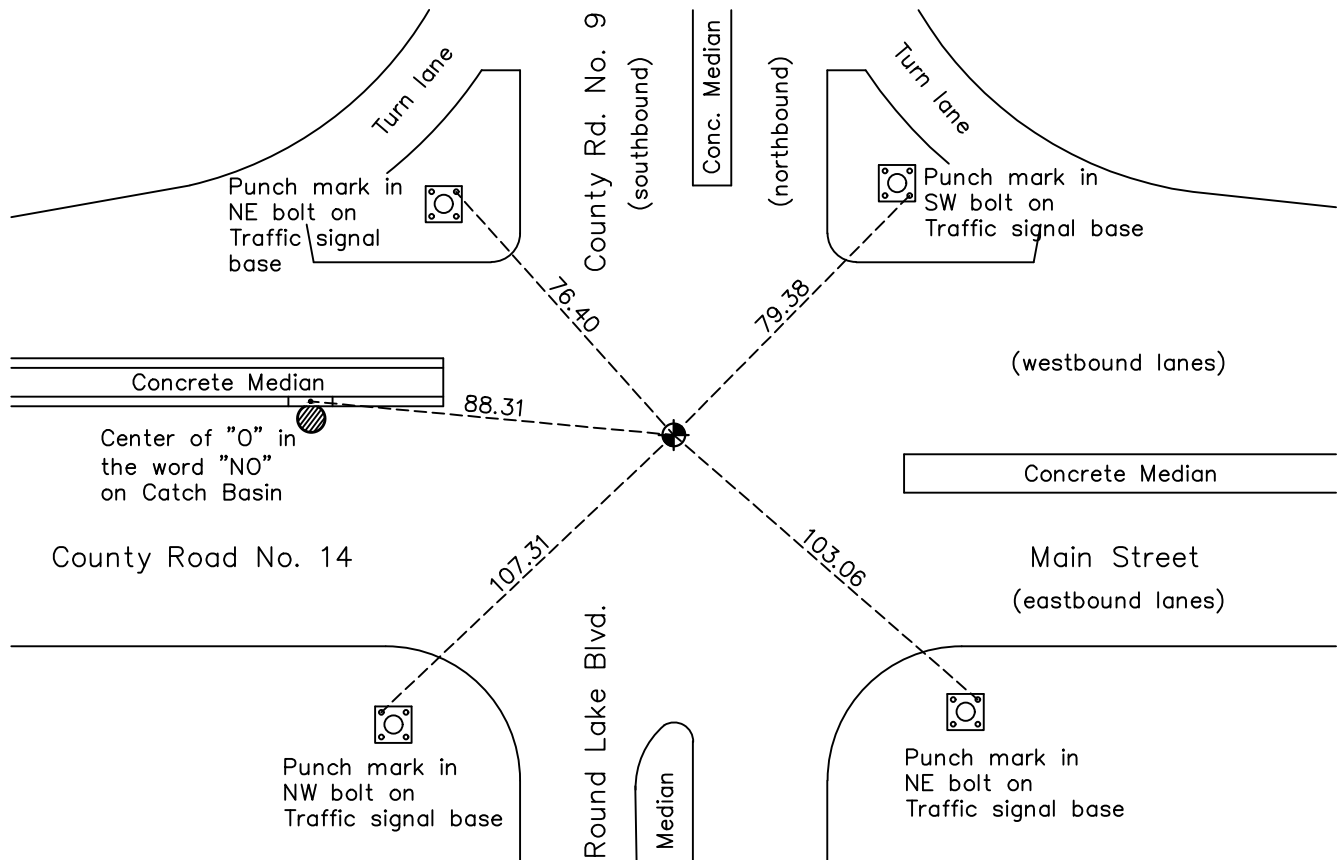 Turn lane
County Rd. No. 9
(southbound)
Conc. Median
(northbound)
Turn lane
Punch mark in
NE bolt on
Traffic signal
base
Punch mark in
SW bolt on
Traffic signal base
76.40
79.38
(westbound lanes)
Concrete Median
88.31
Center of "O" in
the word "NO"
on Catch Basin
Concrete Median
County Road No. 14
107.31
103.06
Main Street
(eastbound lanes)
Round Lake Blvd.
Median
Punch mark in
NW bolt on
Traffic signal base
Punch mark in
NE bolt on
Traffic signal base